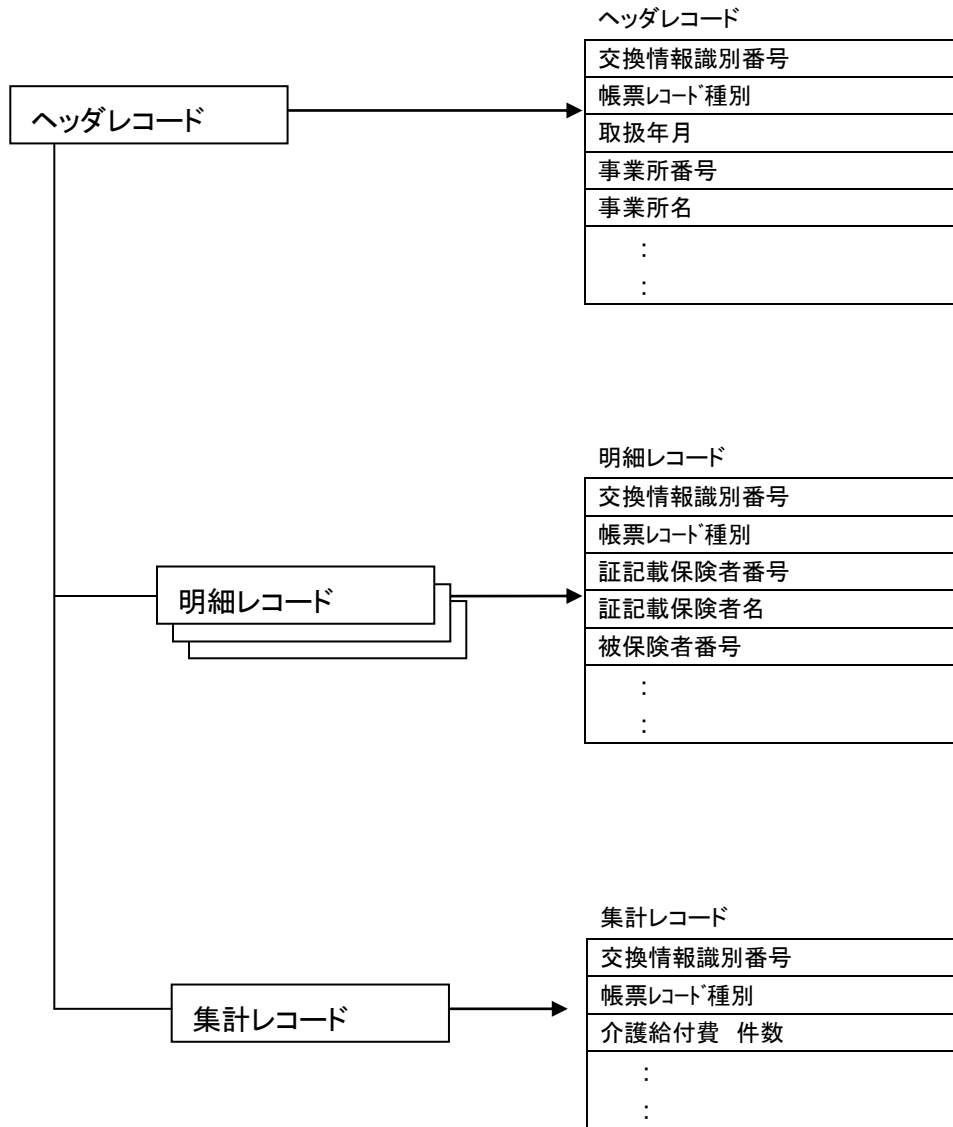 ヘッダレコード
ヘッダレコード
交換情報識別番号
帳票ﾚｺｰﾄﾞ種別
取扱年月
事業所番号
事業所名
:
:
明細レコード
明細レコード
交換情報識別番号
帳票ﾚｺｰﾄﾞ種別
証記載保険者番号
証記載保険者名
被保険者番号
:
:
集計レコード
集計レコード
交換情報識別番号
帳票ﾚｺｰﾄﾞ種別
介護給付費　件数
:
: